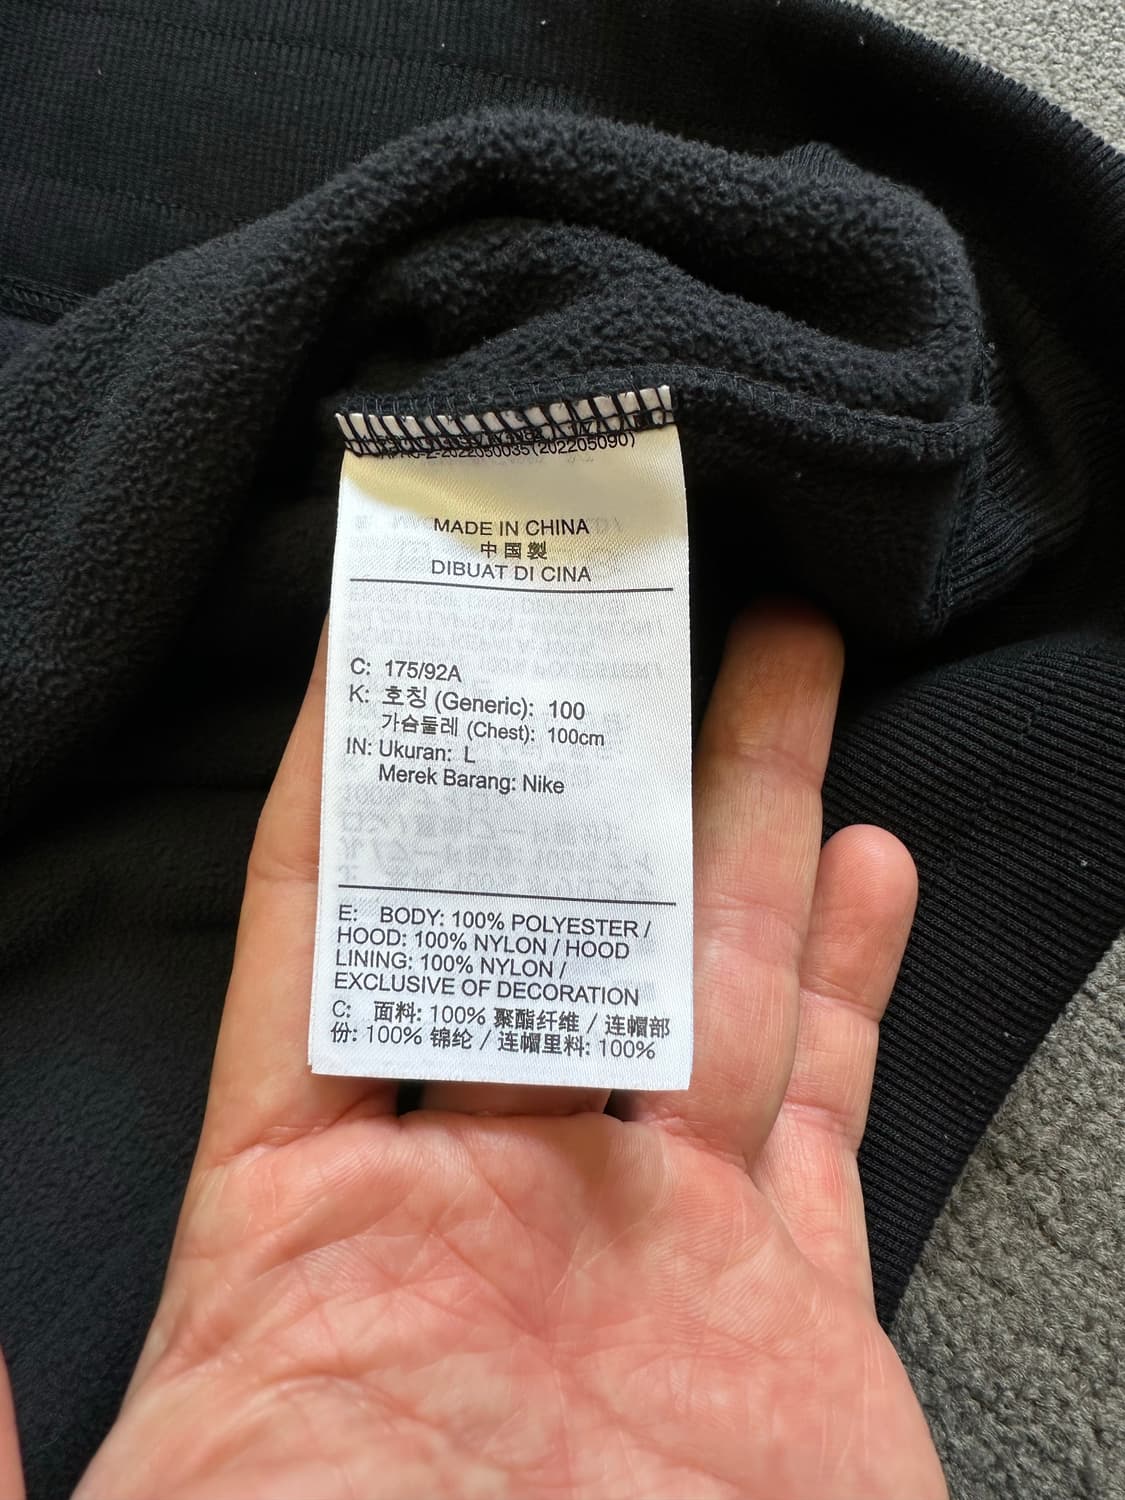 2022050035(202205090)
MADE IN CHINA
中国製
DIBUAT DI CINA
C: 175/92A
K: 호칭 (Generic): 100
가슴둘레 (Chest): 100cm
IN: Ukuran: L
Merek Barang: Nike
E: BODY: 100% POLYESTER /
HOOD: 100% NYLON / HOOD
LINING: 100% NYLON /
EXCLUSIVE OF DECORATION
C: 面料: 100% 聚酯纤维 / 连帽部
份: 100% 锦纶 / 连帽里料: 100%